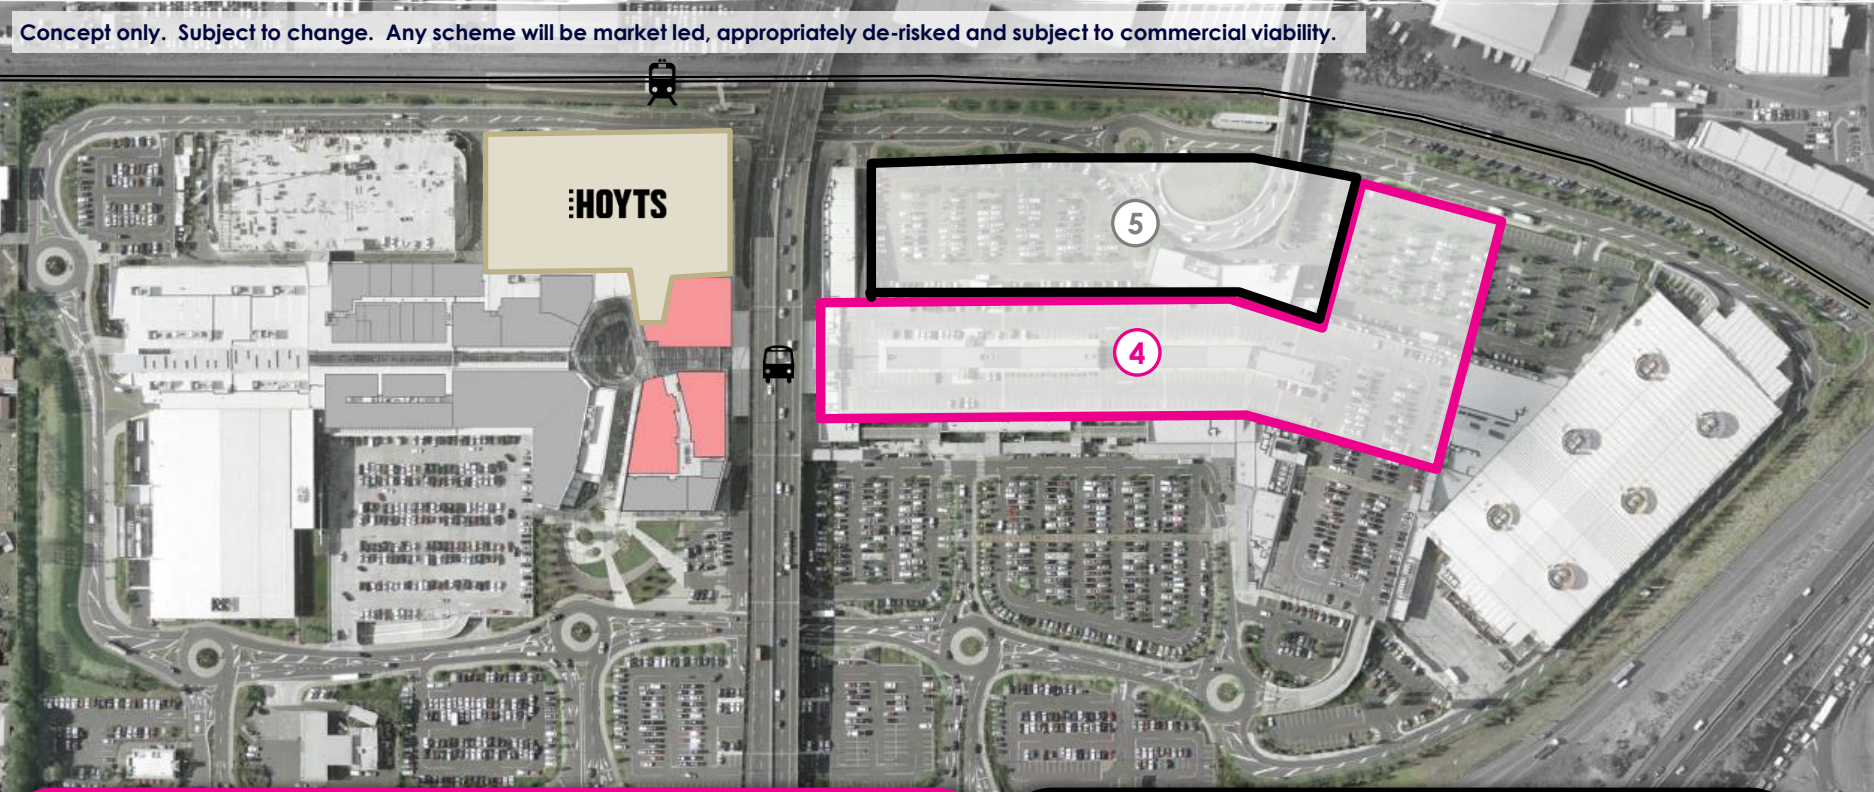 Concept only.  Subject to change.  Any scheme will be market led, appropriately de-risked and subject to commercial viability.
HOYTS
5
4